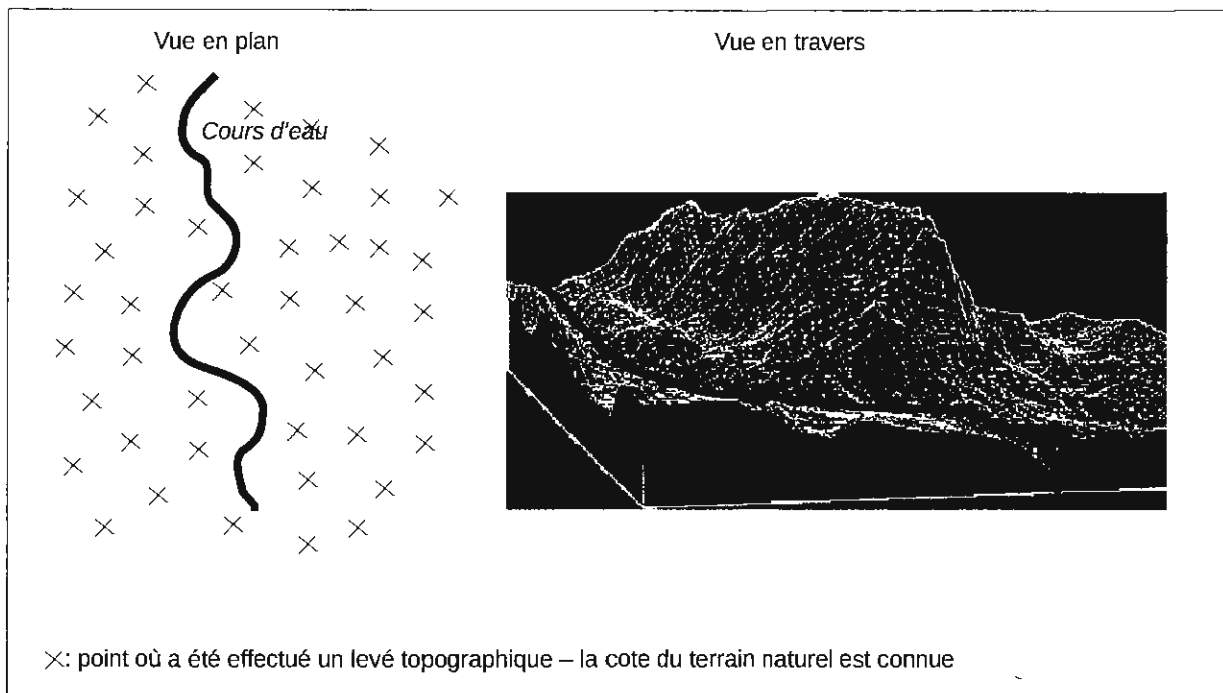 Vue en plan
Vue en travers
Cours d'eau
×: point où a été effectué un levé topographique – la cote du terrain naturel est connue